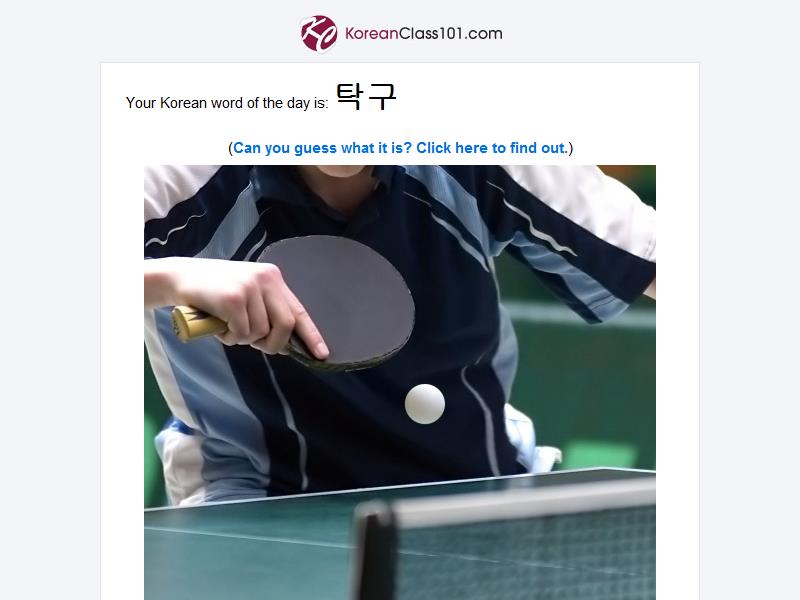 KC KoreanClass101.com
Your Korean word of the day is: 탁구
(Can you guess what it is? Click here to find out.)